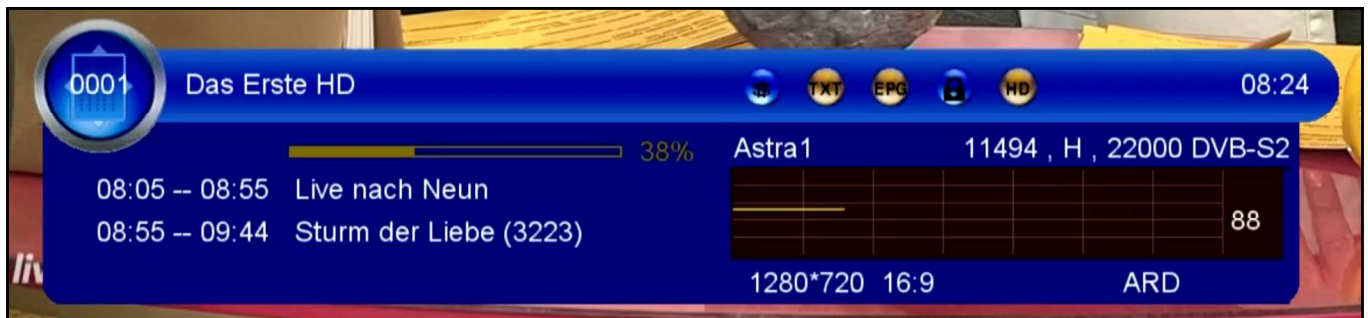 0001 Das Erste HD TXT EPG HD 08:24
38% Astra1 11494 , H , 22000 DVB-S2
08:05 -- 08:55 Live nach Neun
88
08:55 -- 09:44 Sturm der Liebe (3223)
liv
1280*720 16:9 ARD